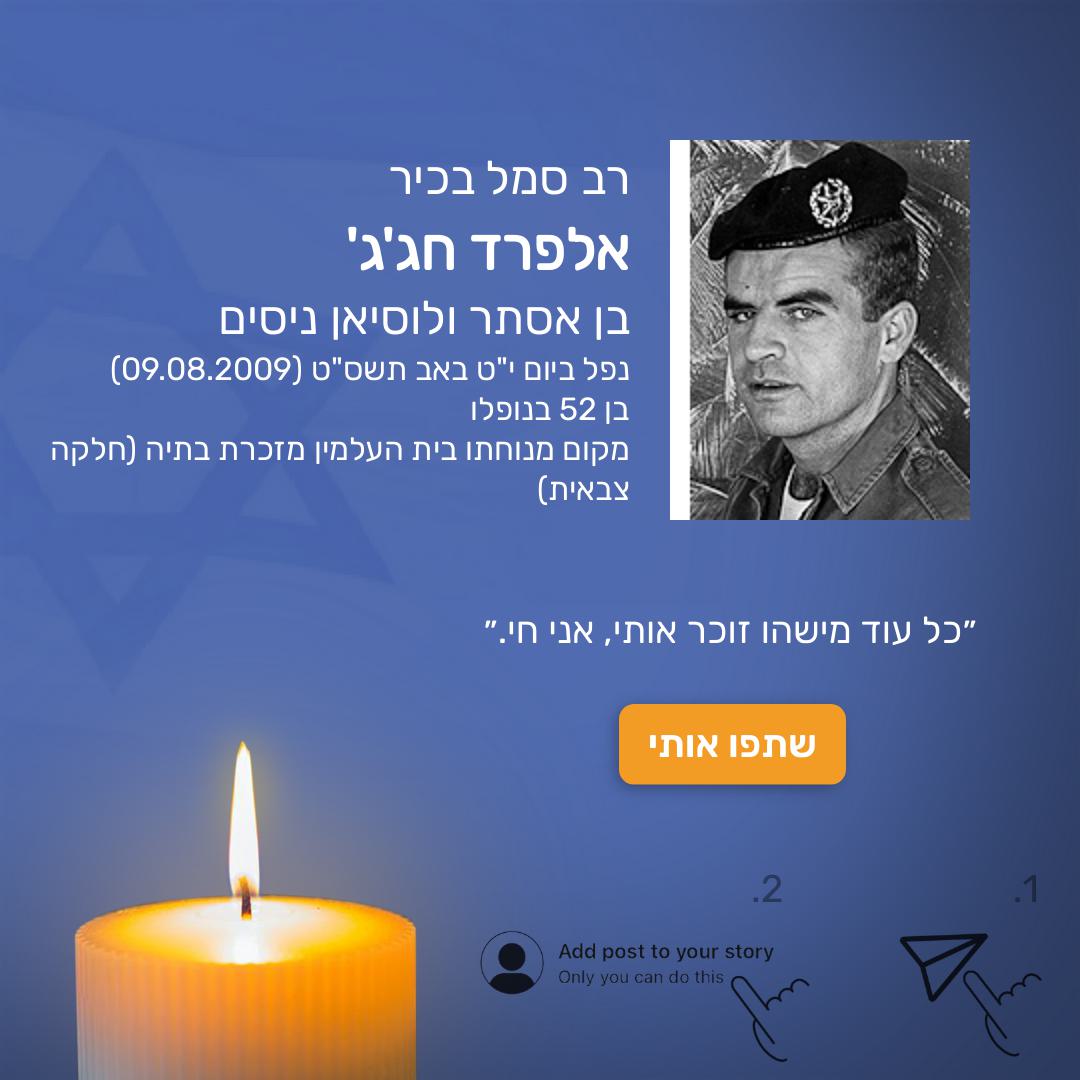 רב סמל בכיר
אלפרד חג'ג'
בן אסתר ולוסיאן ניסים
נפל ביום י"ט באב תשס"ט (09.08.2009)
בן 52 בנופלו
מקום מנוחתו בית העלמין מזכרת בתיה (חלקה
צבאית)
״כל עוד מישהו זוכר אותי, אני חי.״
שתפו אותי
1.
2.
Add post to your story
Only you can do this